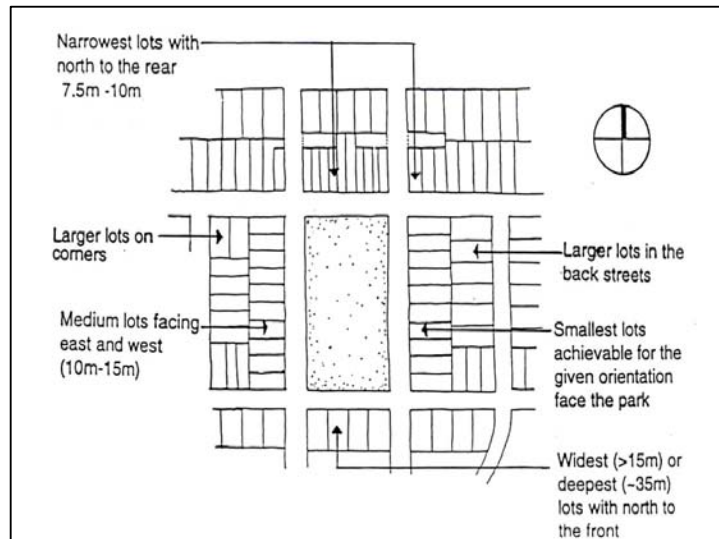 Narrowest lots with
north to the rear
7.5m -10m
Larger lots on
corners
Medium lots facing
east and west
(10m-15m)
Larger lots in the
back streets
Smallest lots
achievable for the
given orientation
face the park
Widest (>15m) or
deepest (~35m)
lots with north to
the front